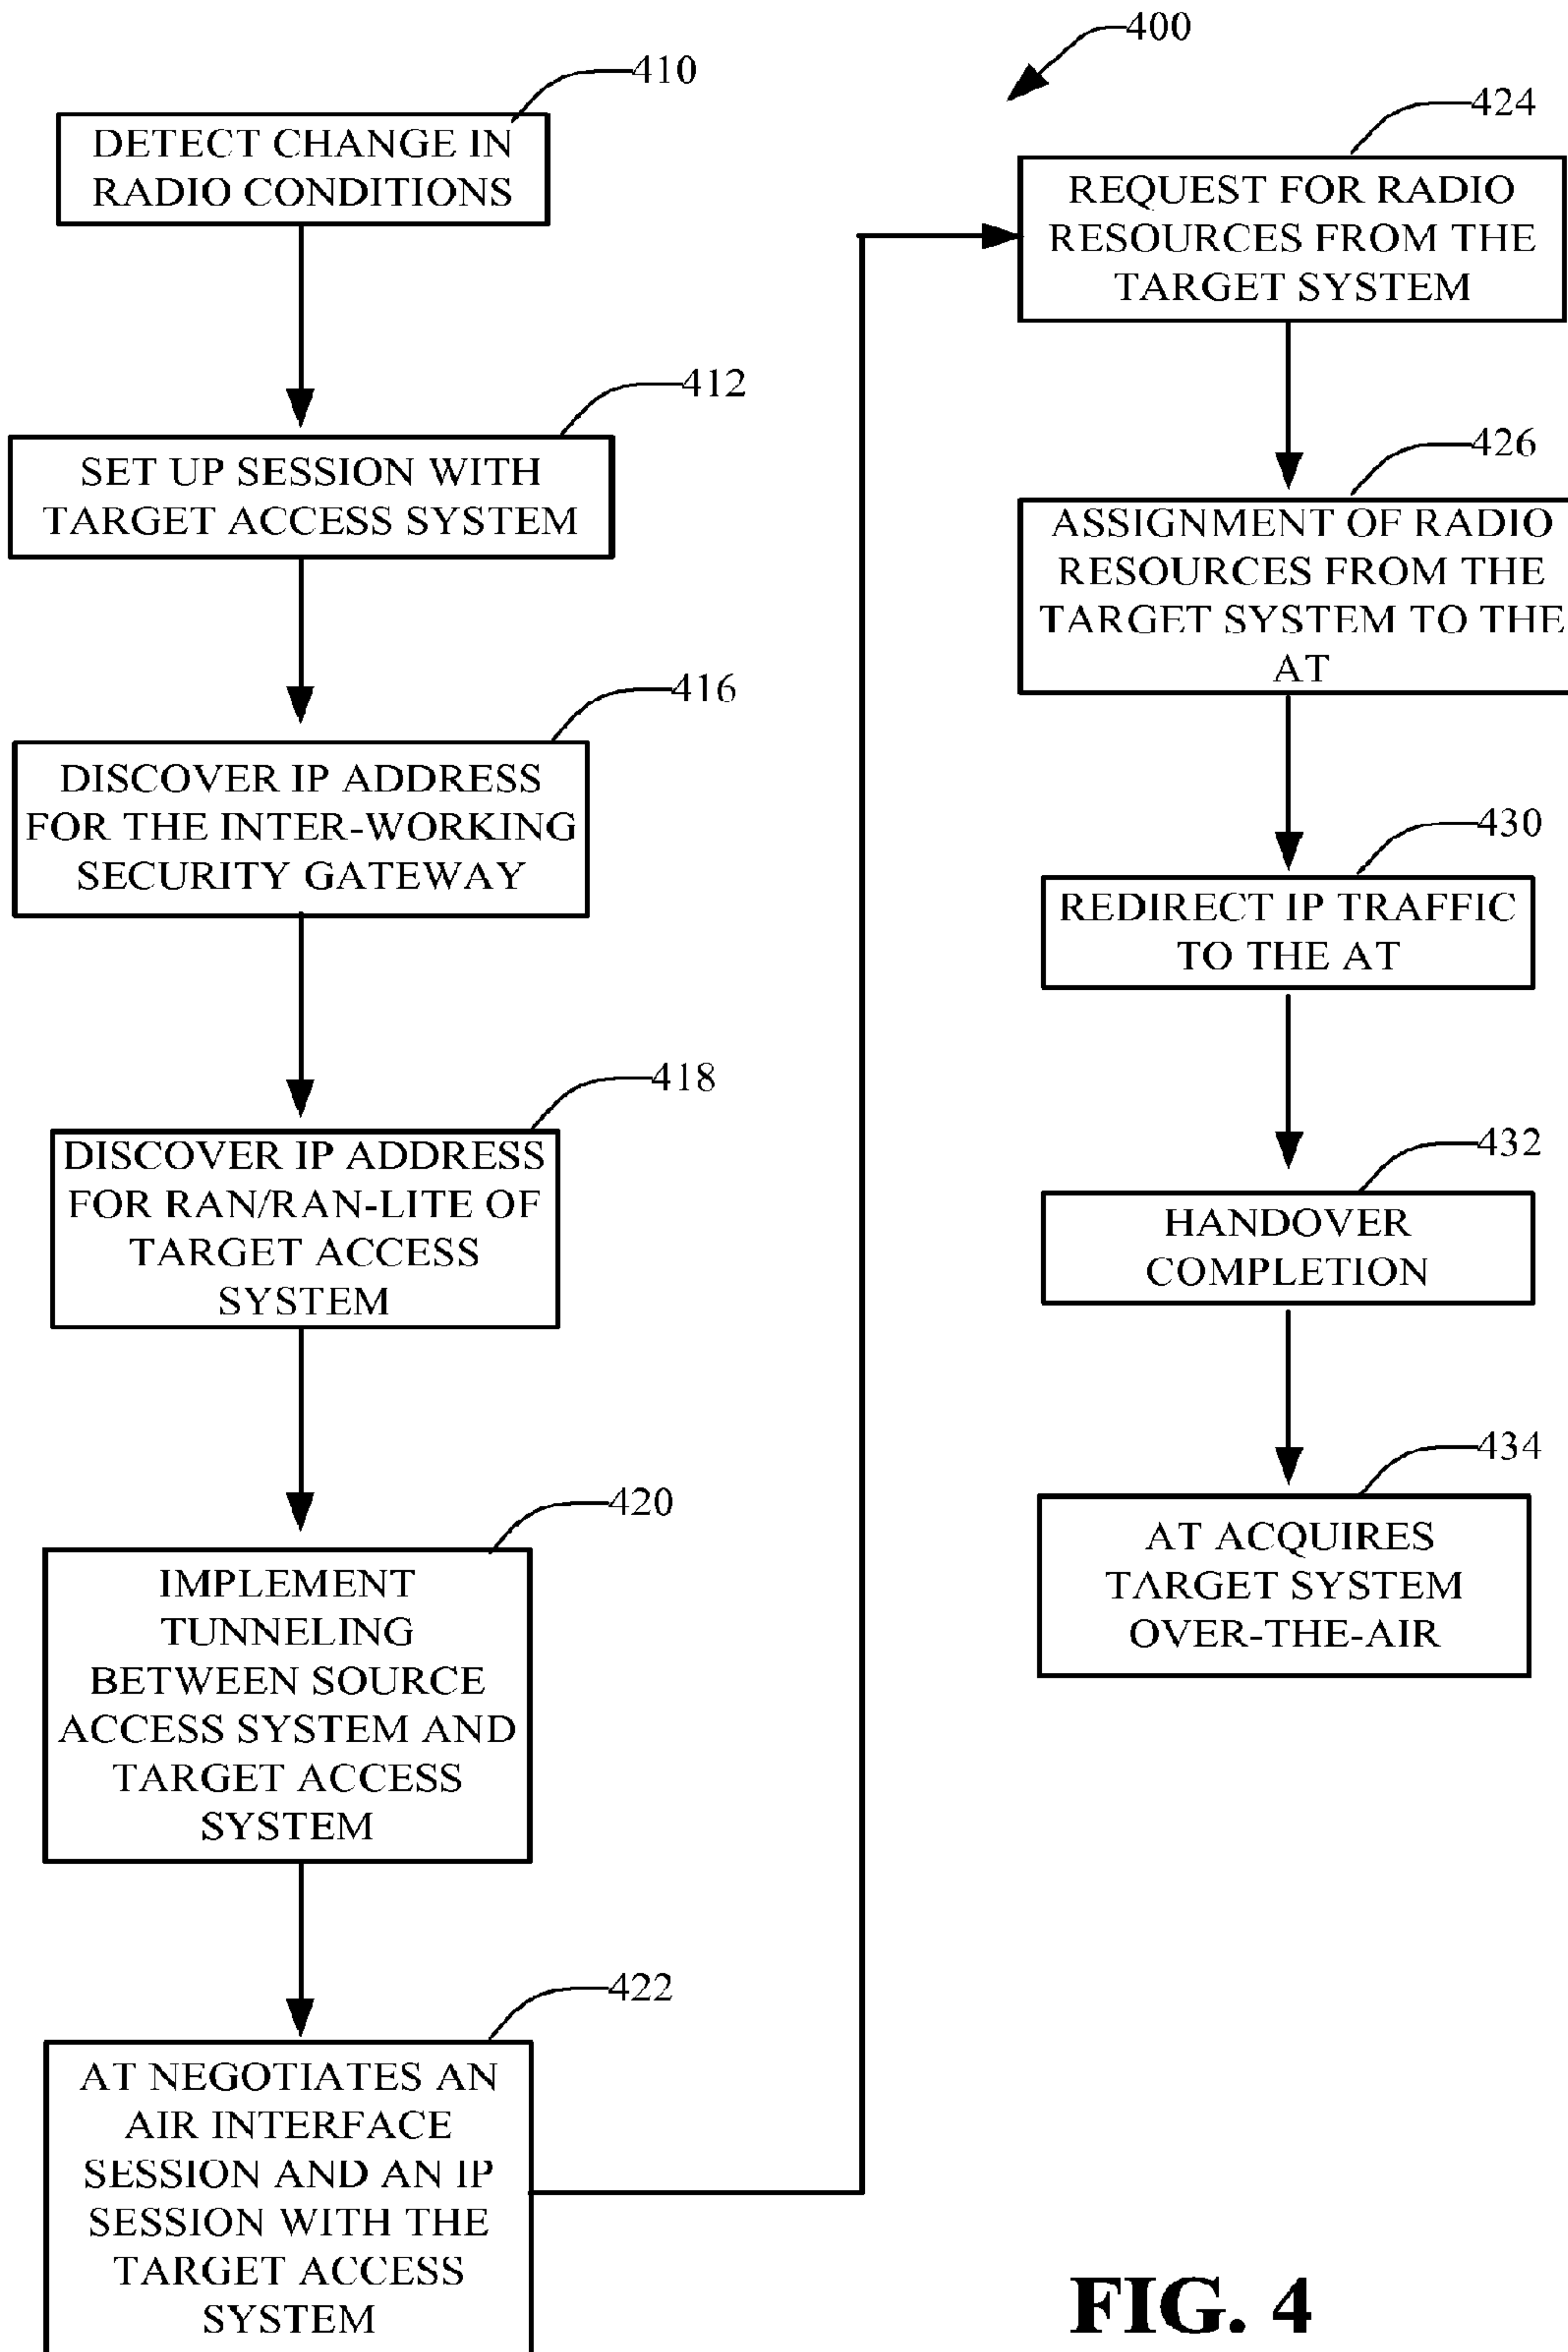 410
DETECT CHANGE IN
RADIO CONDITIONS
412
SET UP SESSION WITH
TARGET ACCESS SYSTEM
416
DISCOVER IP ADDRESS
FOR THE INTER-WORKING
SECURITY GATEWAY
418
DISCOVER IP ADDRESS
FOR RAN/RAN-LITE OF
TARGET ACCESS
SYSTEM
420
IMPLEMENT
TUNNELING
BETWEEN SOURCE
ACCESS SYSTEM AND
TARGET ACCESS
SYSTEM
422
AT NEGOTIATES AN
AIR INTERFACE
SESSION AND AN IP
SESSION WITH THE
TARGET ACCESS
SYSTEM
400
424
REQUEST FOR RADIO
RESOURCES FROM THE
TARGET SYSTEM
426
ASSIGNMENT OF RADIO
RESOURCES FROM THE
TARGET SYSTEM TO THE
AT
430
REDIRECT IP TRAFFIC
TO THE AT
432
HANDOVER
COMPLETION
434
AT ACQUIRES
TARGET SYSTEM
OVER-THE-AIR
FIG. 4